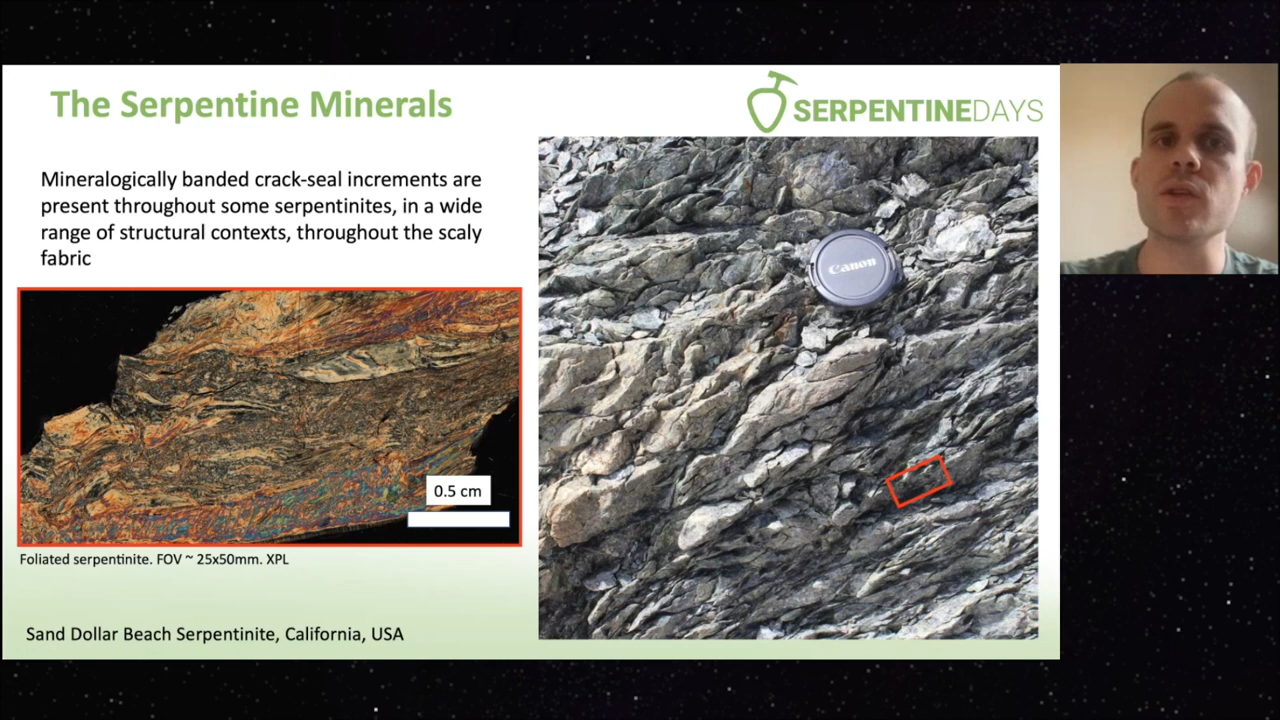 The Serpentine Minerals
SERPENTINEDAYS
Mineralogically banded crack-seal increments are
present throughout some serpentinites, in a wide
range of structural contexts, throughout the scaly
fabric
Canon
0.5 cm
Foliated serpentinite. FOV ~ 25x50mm. XPL
Sand Dollar Beach Serpentinite, California, USA